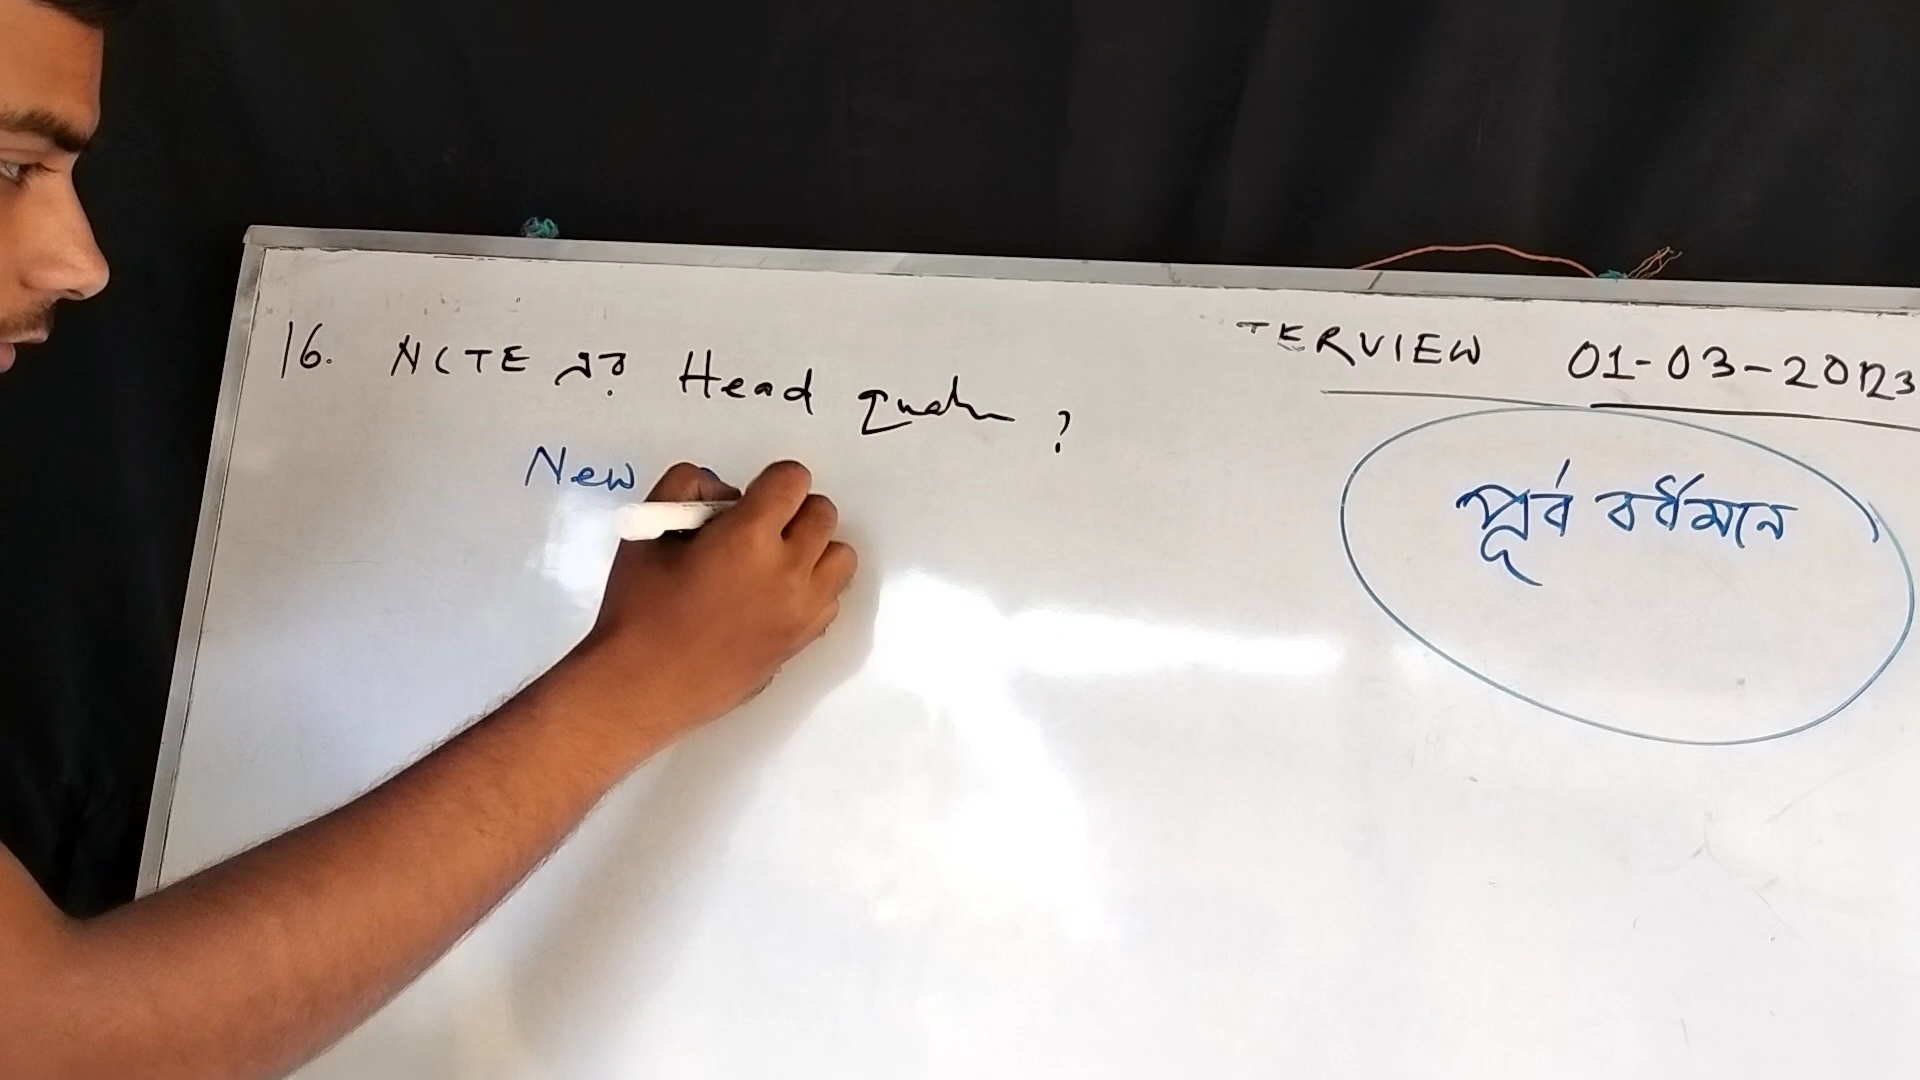 16. NCTE এর Head quater ?
New
TERVIEW 01-03-2023
পূর্ব বর্ধমানে